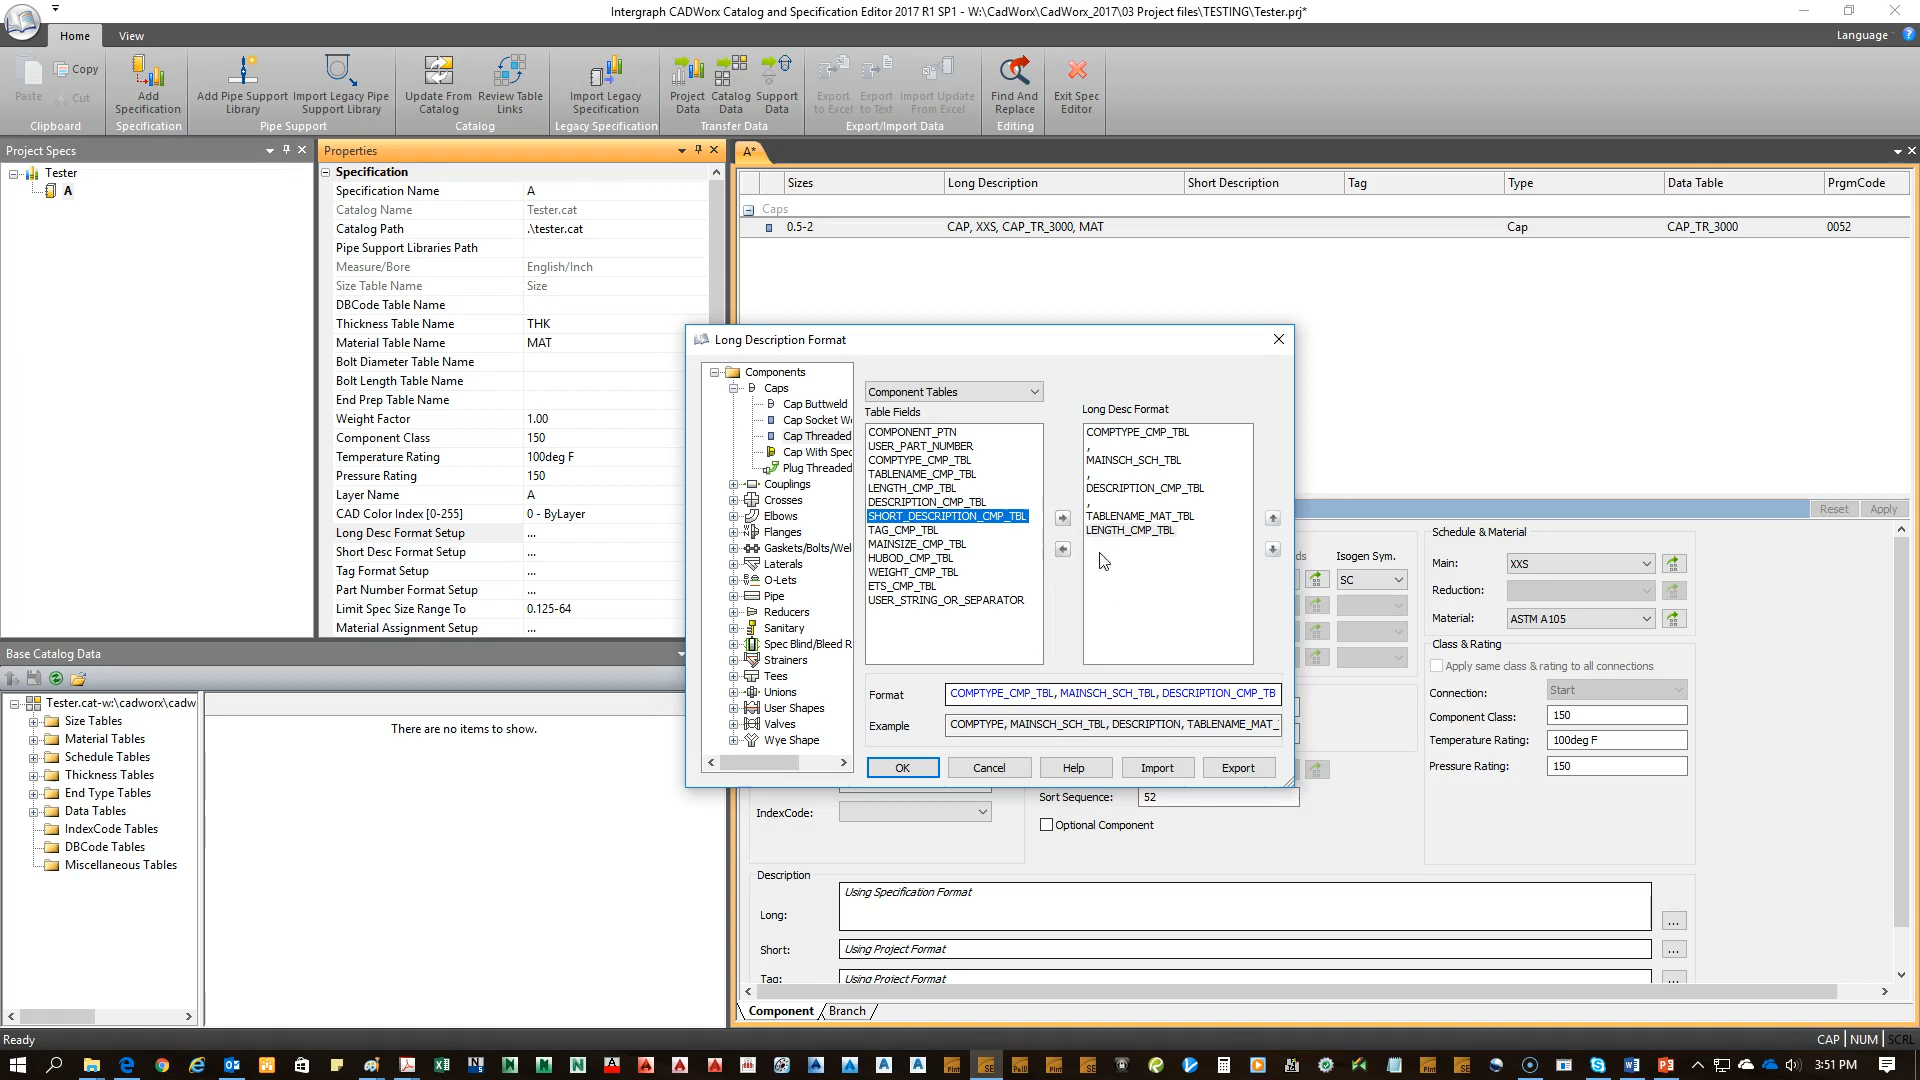 Intergraph CADWorx Catalog and Specification Editor 2017 R1 SP1 - W:\CadWorx\CadWorx_2017\03 Project files\TESTING\Tester.prj*
Home
View
Language
Paste
Copy
Cut
Clipboard
Add
Specification
Specification
Add Pipe Support
Library
Import Legacy Pipe
Support Library
Pipe Support
Update From
Catalog
Review Table
Links
Catalog
Import Legacy
Specification
Legacy Specification
Project
Data
Catalog
Data
Support
Data
Transfer Data
Export
to Excel
Export
to Text
Import Update
From Excel
Export/Import Data
Find And
Replace
Editing
Exit Spec
Editor
Project Specs
Tester
A
Properties
Specification
Specification Name A
Catalog Name Tester.cat
Catalog Path .\tester.cat
Pipe Support Libraries Path
Measure/Bore English/Inch
Size Table Name Size
DBCode Table Name
Thickness Table Name THK
Material Table Name MAT
Bolt Diameter Table Name
Bolt Length Table Name
End Prep Table Name
Weight Factor 1.00
Component Class 150
Temperature Rating 100deg F
Pressure Rating 150
Layer Name A
CAD Color Index [0-255] 0 - ByLayer
Long Desc Format Setup ...
Short Desc Format Setup ...
Tag Format Setup ...
Part Number Format Setup ...
Limit Spec Size Range To 0.125-64
Material Assignment Setup ...
A*
Sizes Long Description Short Description Tag Type Data Table PrgmCode
Caps
0.5-2 CAP, XXS, CAP_TR_3000, MAT Cap CAP_TR_3000 0052
Long Description Format
Components
Caps
Cap Buttweld
Cap Socket W
Cap Threaded
Cap With Spec
Plug Threaded
Couplings
Crosses
Elbows
Flanges
Gaskets/Bolts/Wel
Laterals
O-Lets
Pipe
Reducers
Sanitary
Spec Blind/Bleed R
Strainers
Tees
Unions
User Shapes
Valves
Wye Shape
Component Tables
Table Fields
COMPONENT_PTN
USER_PART_NUMBER
COMPTYPE_CMP_TBL
TABLENAME_CMP_TBL
LENGTH_CMP_TBL
DESCRIPTION_CMP_TBL
SHORT_DESCRIPTION_CMP_TBL
TAG_CMP_TBL
MAINSIZE_CMP_TBL
HUBOD_CMP_TBL
WEIGHT_CMP_TBL
ETS_CMP_TBL
USER_STRING_OR_SEPARATOR
Long Desc Format
COMPTYPE_CMP_TBL
,
MAINSCH_SCH_TBL
,
DESCRIPTION_CMP_TBL
,
TABLENAME_MAT_TBL
LENGTH_CMP_TBL
Format COMPTYPE_CMP_TBL, MAINSCH_SCH_TBL, DESCRIPTION_CMP_TB
Example COMPTYPE, MAINSCH_SCH_TBL, DESCRIPTION, TABLENAME_MAT_
OK Cancel Help Import Export
Reset Apply
ds Isogen Sym.
SC
Schedule & Material
Main: XXS
Reduction:
Material: ASTM A105
Class & Rating
Apply same class & rating to all connections
Connection: Start
Component Class: 150
Temperature Rating: 100deg F
Pressure Rating: 150
Sort Sequence: 52
IndexCode:
Optional Component
Description
Long: Using Specification Format
...
Short: Using Project Format
...
Tag: Using Project Format
...
Component Branch
Base Catalog Data
Tester.cat-w:\cadworx\cadw
Size Tables
Material Tables
Schedule Tables
Thickness Tables
End Type Tables
Data Tables
IndexCode Tables
DBCode Tables
Miscellaneous Tables
There are no items to show.
Ready
CAP NUM SCRL
3:51 PM